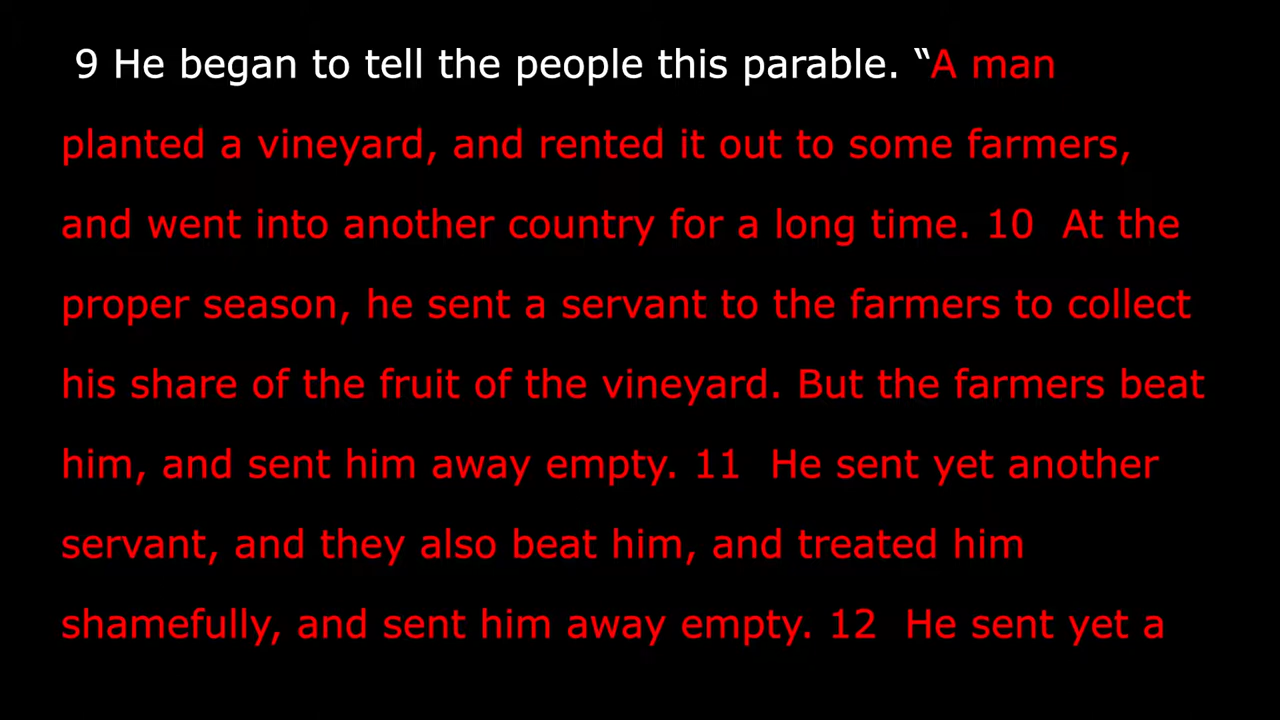 9 He began to tell the people this parable. “A man
planted a vineyard, and rented it out to some farmers,
and went into another country for a long time. 10 At the
proper season, he sent a servant to the farmers to collect
his share of the fruit of the vineyard. But the farmers beat
him, and sent him away empty. 11 He sent yet another
servant, and they also beat him, and treated him
shamefully, and sent him away empty. 12 He sent yet a